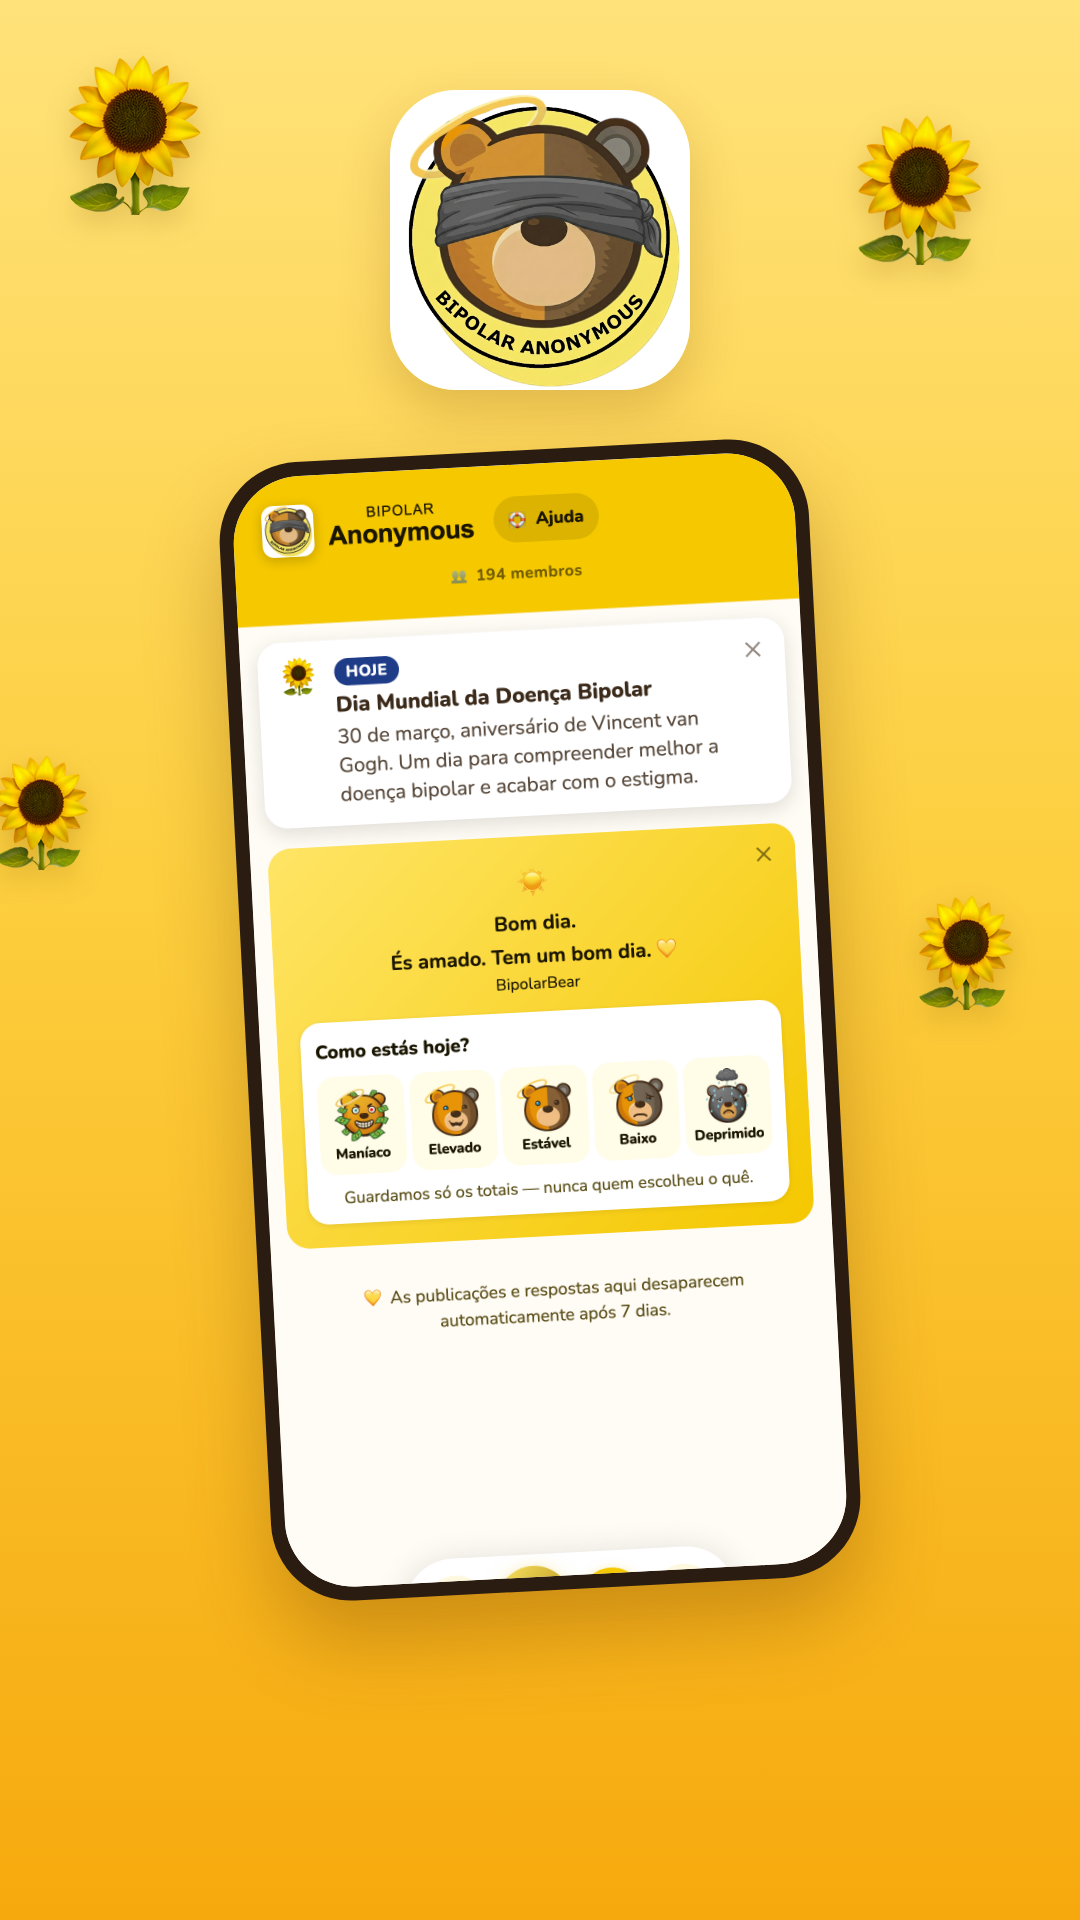 BIPOLAR ANONYMOUS
BIPOLAR
Anonymous
Ajuda
194 membros
HOJE
Dia Mundial da Doença Bipolar
30 de março, aniversário de Vincent van
Gogh. Um dia para compreender melhor a
doença bipolar e acabar com o estigma.
Bom dia.
És amado. Tem um bom dia. 💛
BipolarBear
Como estás hoje?
Maníaco
Elevado
Estável
Baixo
Deprimido
Guardamos só os totais — nunca quem escolheu o quê.
💛 As publicações e respostas aqui desaparecem
automaticamente após 7 dias.